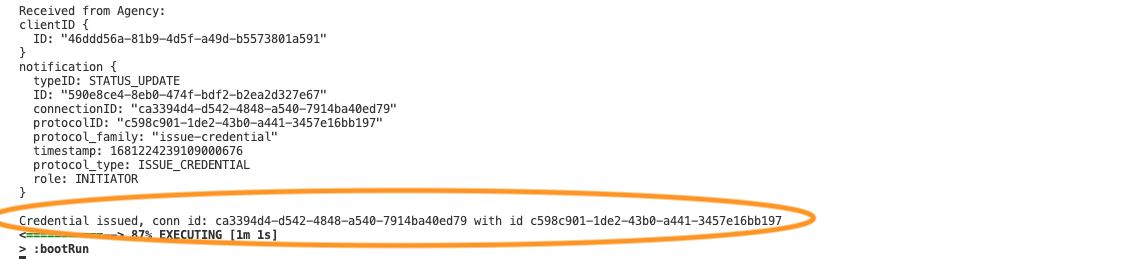 Received from Agency:
clientID {
ID: "46ddd56a-81b9-4d5f-a49d-b5573801a591"
}
notification {
typeID: STATUS_UPDATE
ID: "590e8ce4-8eb0-474f-bdf2-b2ea2d327e67"
connectionID: "ca3394d4-d542-4848-a540-7914ba40ed79"
protocolID: "c598c901-1de2-43b0-a441-3457e16bb197"
protocol_family: "issue-credential"
timestamp: 1681224239109000676
protocol_type: ISSUE_CREDENTIAL
role: INITIATOR
}
Credential issued, conn id: ca3394d4-d542-4848-a540-7914ba40ed79 with id c598c901-1de2-43b0-a441-3457e16bb197
<===========--> 87% EXECUTING [1m 1s]
> :bootRun